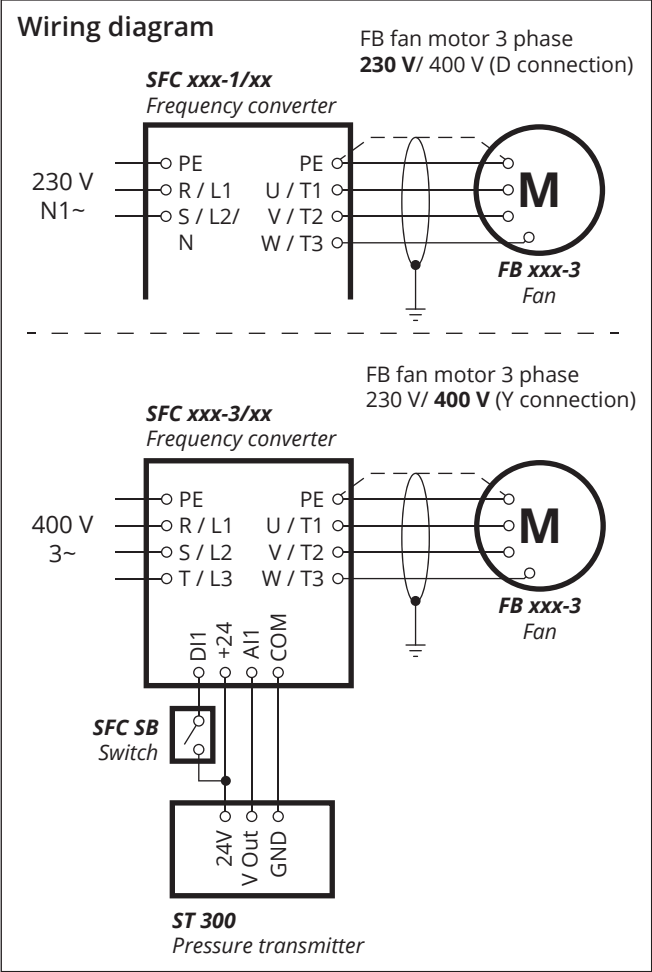 Wiring diagram
FB fan motor 3 phase
230 V/ 400 V (D connection)
SFC xxx-1/xx
Frequency converter
230 V
N1~
PE
R / L1
S / L2/
N
PE
U / T1
V / T2
W / T3
M
FB xxx-3
Fan
FB fan motor 3 phase
230 V/ 400 V (Y connection)
SFC xxx-3/xx
Frequency converter
400 V
3~
PE
R / L1
S / L2
T / L3
PE
U / T1
V / T2
W / T3
M
FB xxx-3
Fan
DI1
+24
AI1
COM
SFC SB
Switch
24V
V Out
GND
ST 300
Pressure transmitter